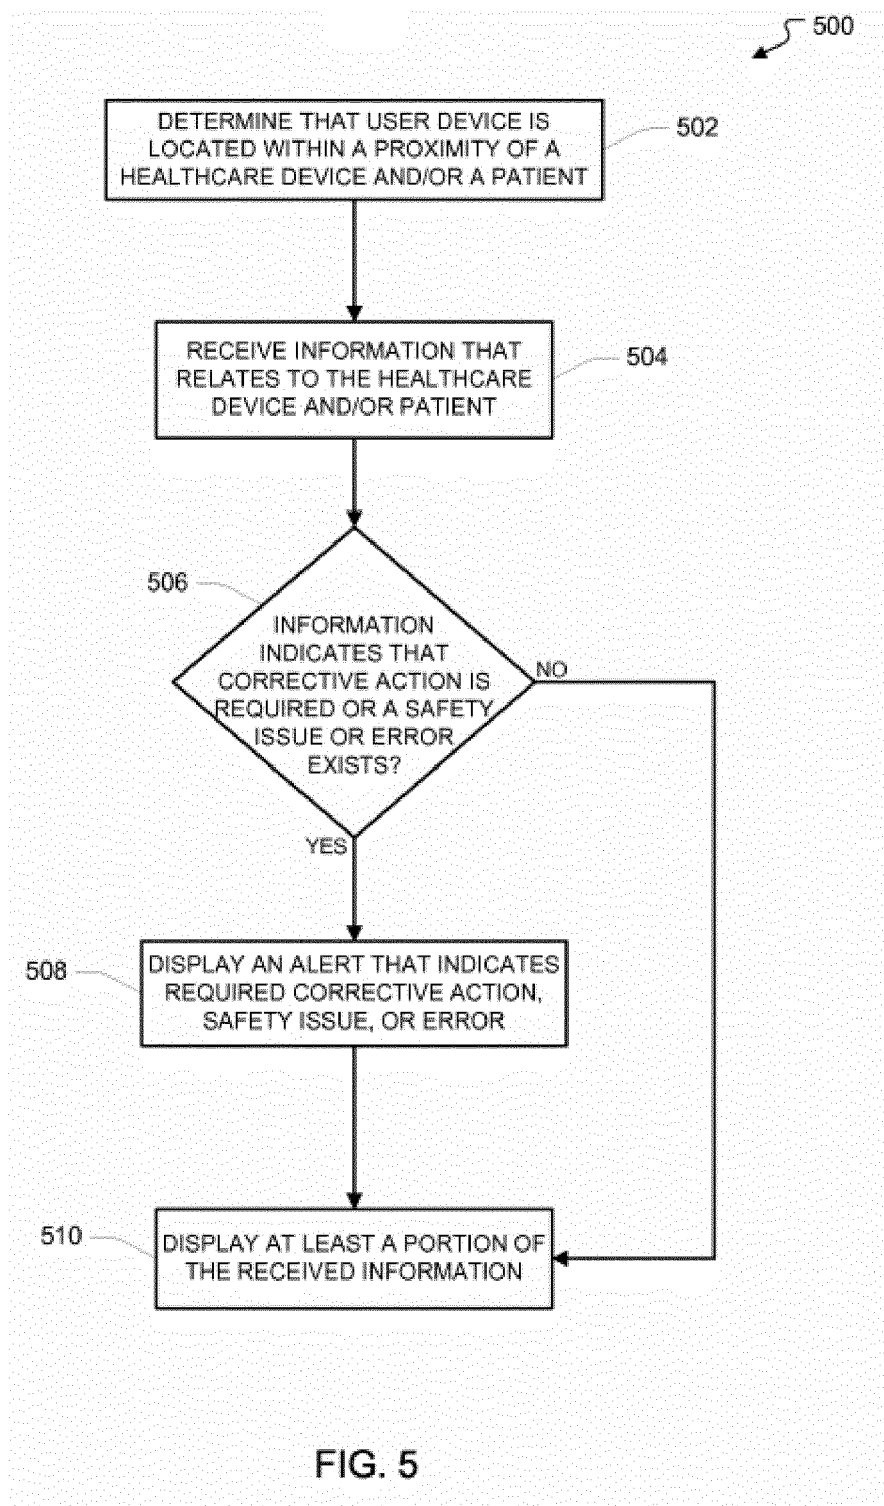 500
DETERMINE THAT USER DEVICE IS
LOCATED WITHIN A PROXIMITY OF A
HEALTHCARE DEVICE AND/OR A PATIENT
502
RECEIVE INFORMATION THAT
RELATES TO THE HEALTHCARE
DEVICE AND/OR PATIENT
504
506
INFORMATION
INDICATES THAT
CORRECTIVE ACTION IS
REQUIRED OR A SAFETY
ISSUE OR ERROR
EXISTS?
NO
YES
508
DISPLAY AN ALERT THAT INDICATES
REQUIRED CORRECTIVE ACTION,
SAFETY ISSUE, OR ERROR
510
DISPLAY AT LEAST A PORTION OF
THE RECEIVED INFORMATION
FIG. 5